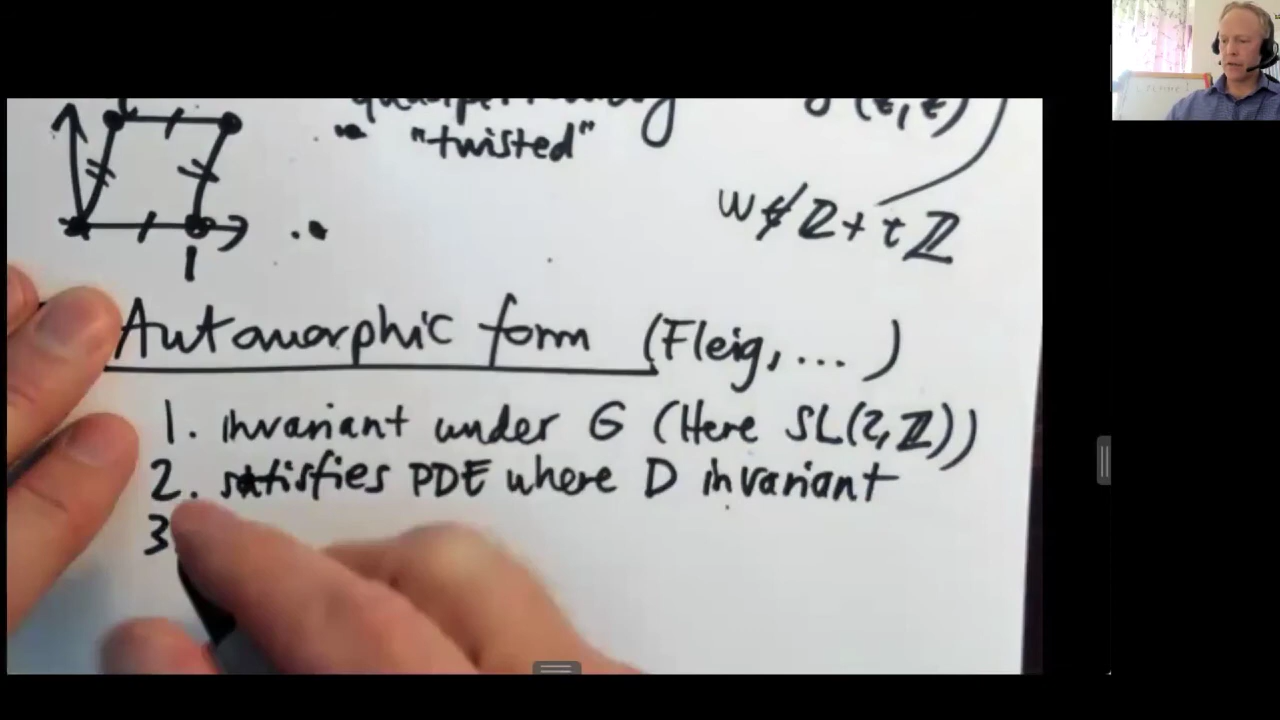 "twisted"
w ∉ ℤ + τℤ
1
Automorphic form (Fleig, ... )
1. invariant under G (Here SL(2,ℤ))
2. satisfies PDE where D invariant
3